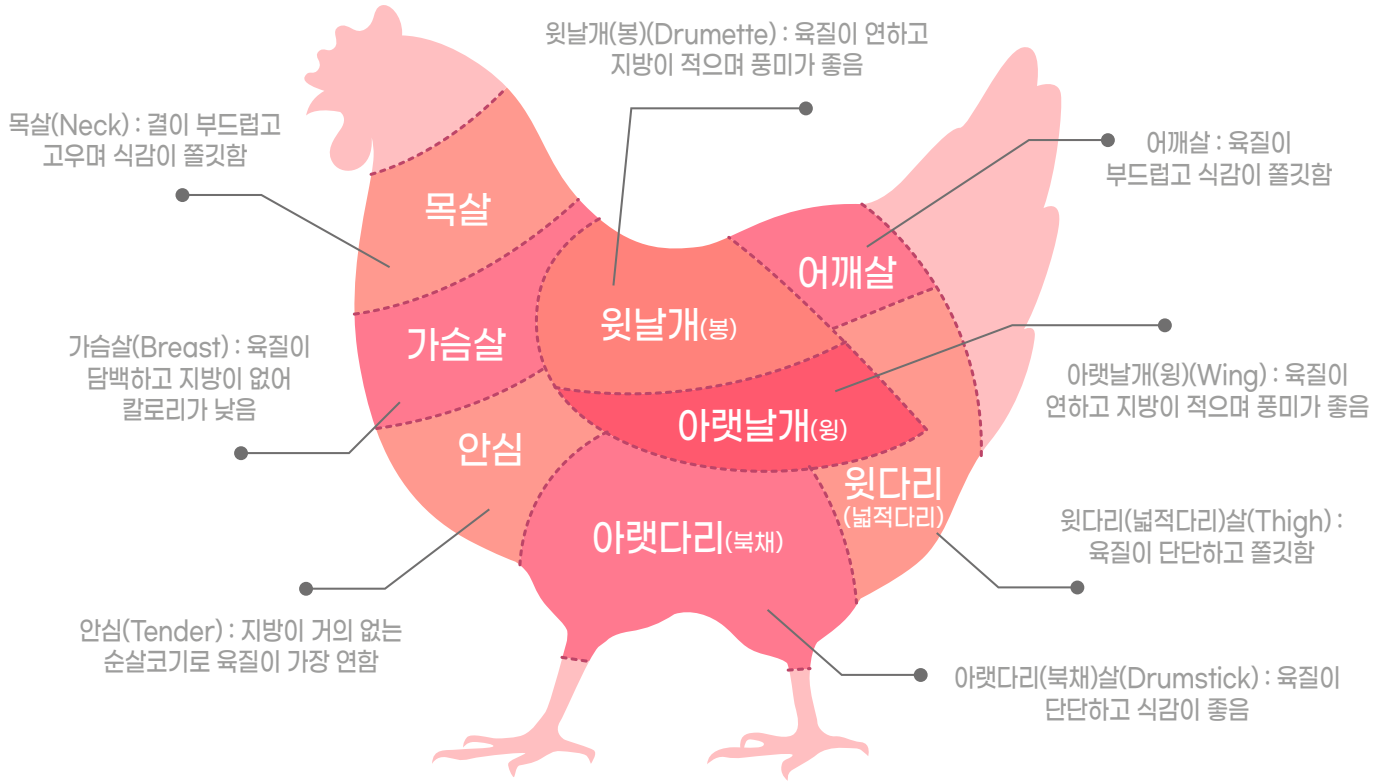 윗날개(봉)(Drumette) : 육질이 연하고
지방이 적으며 풍미가 좋음
목살(Neck) : 결이 부드럽고
고우며 식감이 쫄깃함
어깨살 : 육질이
부드럽고 식감이 쫄깃함
목살
어깨살
윗날개(봉)
가슴살
가슴살(Breast) : 육질이
담백하고 지방이 없어
칼로리가 낮음
아랫날개(윙)(Wing) : 육질이
연하고 지방이 적으며 풍미가 좋음
아랫날개(윙)
안심
윗다리
(넓적다리)
아랫다리(북채)
윗다리(넓적다리)살(Thigh) :
육질이 단단하고 쫄깃함
안심(Tender) : 지방이 거의 없는
순살코기로 육질이 가장 연함
아랫다리(북채)살(Drumstick) : 육질이
단단하고 식감이 좋음